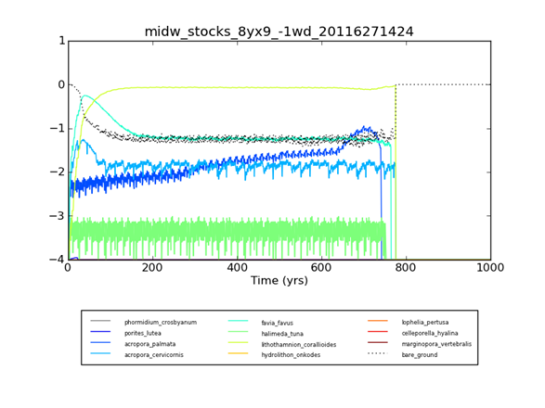 midw_stocks_8yx9_-1wd_20116271424
1
0
−1
−2
−3
−4
0 200 400 600 800 1000
Time (yrs)
phormidium_crosbyanum favia_favus lophelia_pertusa
porites_lutea halimeda_tuna celleporella_hyalina
acropora_palmata lithothamnion_corallioides marginopora_vertebralis
acropora_cervicornis hydrolithon_onkodes bare_ground